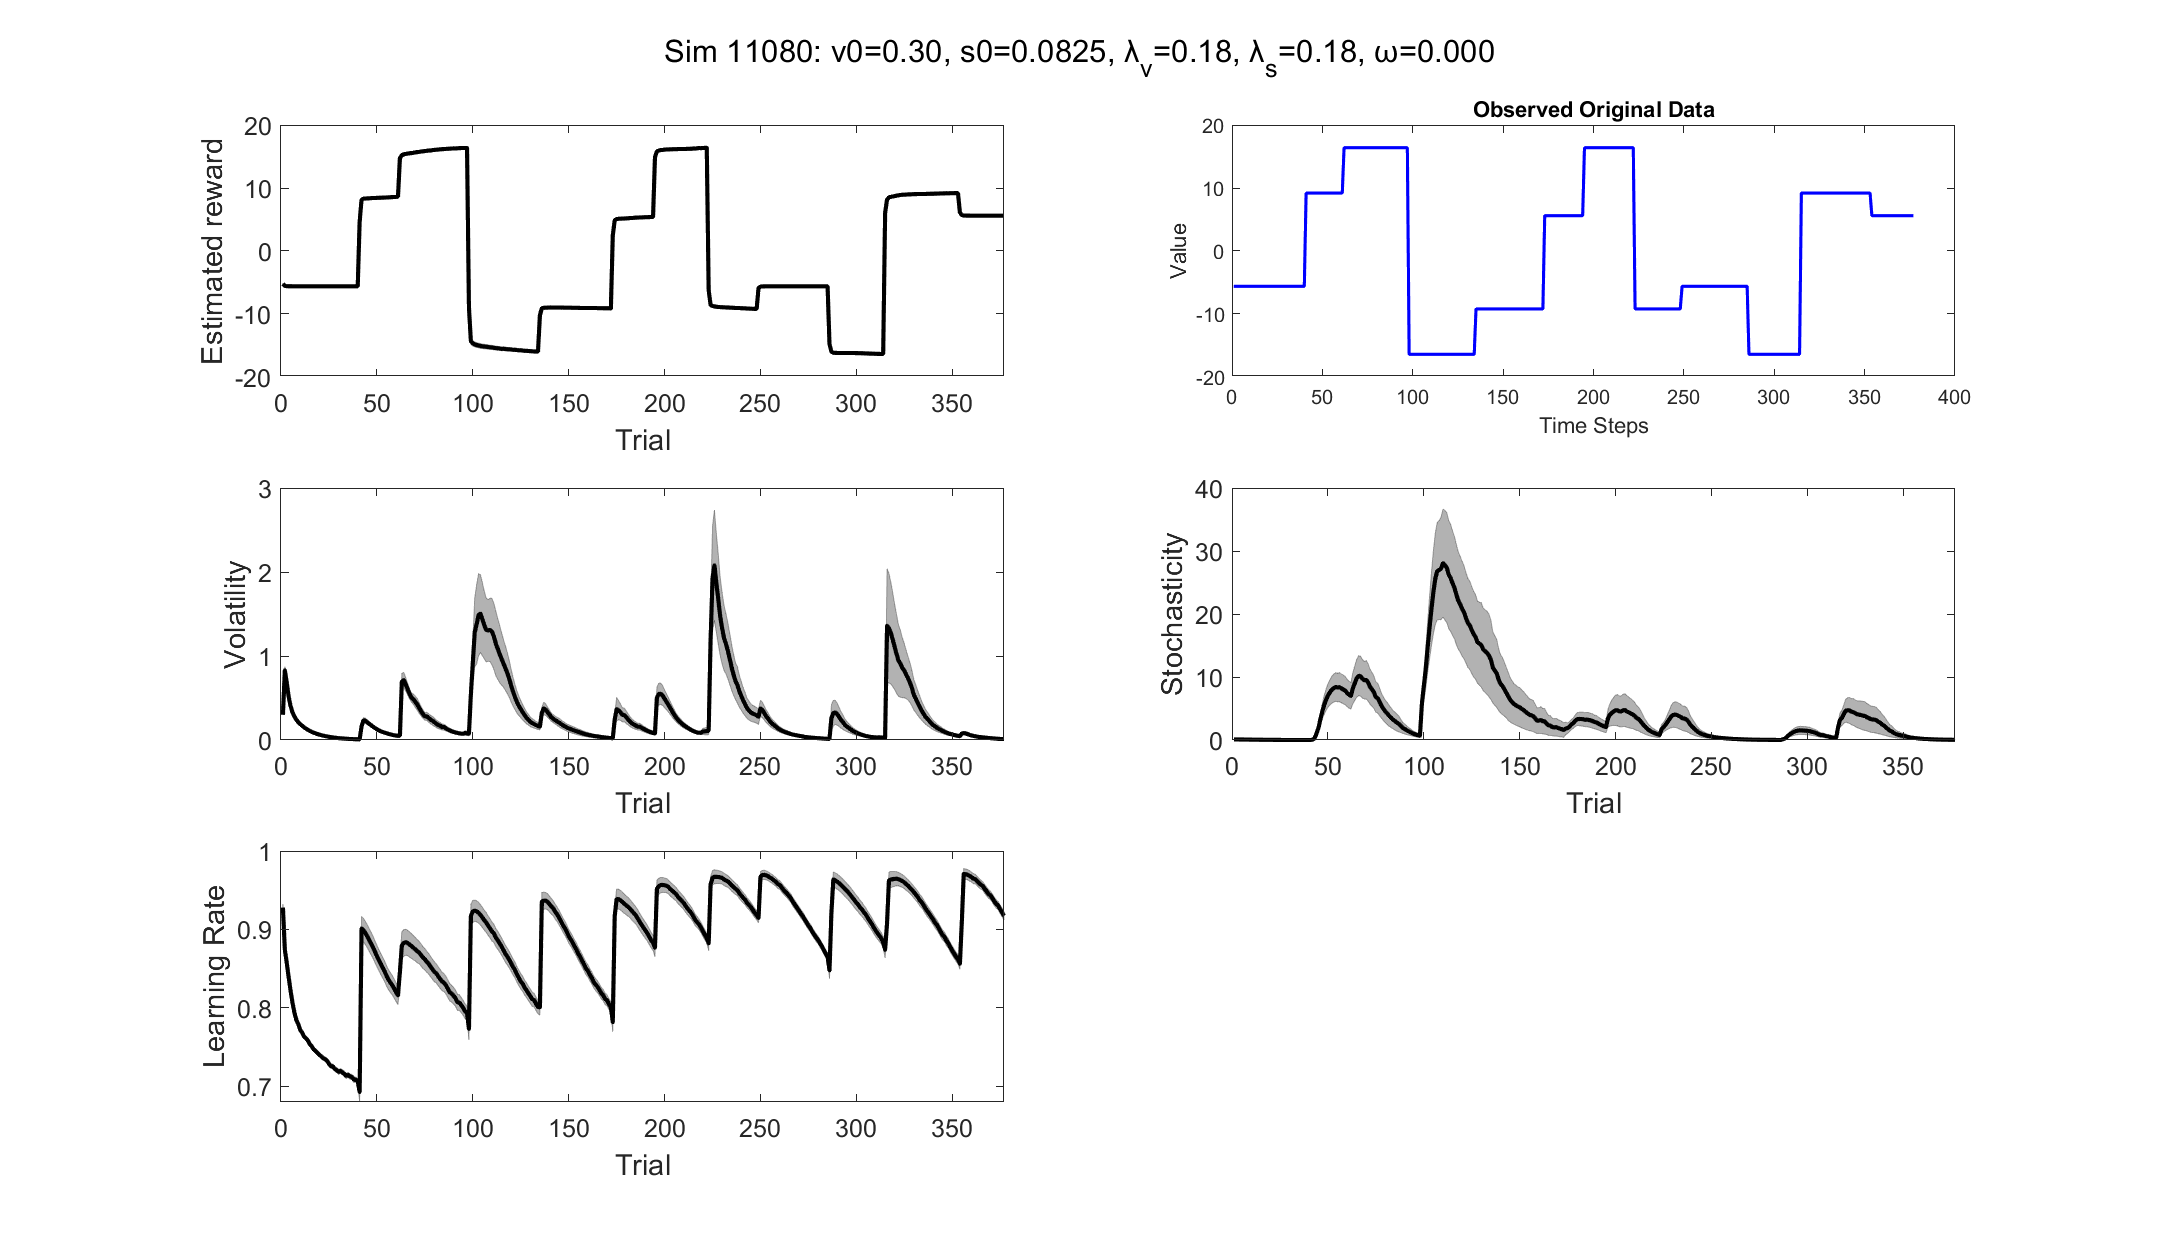 Sim 11080: v0=0.30, s0=0.0825, λ_v=0.18, λ_s=0.18, ω=0.000
Estimated reward
20
10
0
-10
-20
0 50 100 150 200 250 300 350
Trial
Observed Original Data
Value
20
10
0
-10
-20
0 50 100 150 200 250 300 350 400
Time Steps
Volatility
3
2
1
0
0 50 100 150 200 250 300 350
Trial
Stochasticity
40
30
20
10
0
0 50 100 150 200 250 300 350
Trial
Learning Rate
1
0.9
0.8
0.7
0 50 100 150 200 250 300 350
Trial